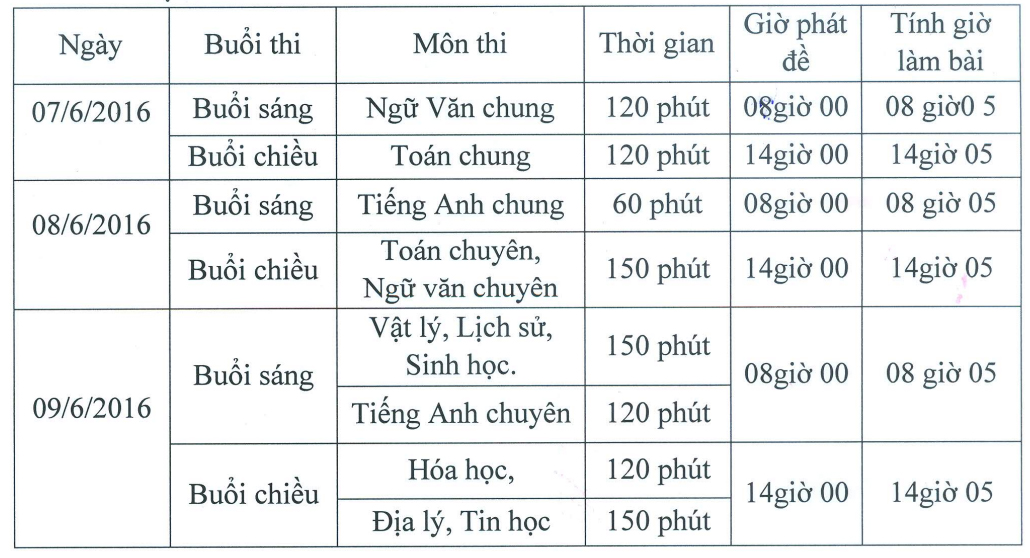 Ngày Buổi thi Môn thi Thời gian Giờ phát đề Tính giờ làm bài
07/6/2016 Buổi sáng Ngữ Văn chung 120 phút 08giờ 00 08 giờ0 5
Buổi chiều Toán chung 120 phút 14giờ 00 14giờ 05
08/6/2016 Buổi sáng Tiếng Anh chung 60 phút 08giờ 00 08 giờ 05
Buổi chiều Toán chuyên, Ngữ văn chuyên 150 phút 14giờ 00 14giờ 05
09/6/2016 Buổi sáng Vật lý, Lịch sử, Sinh học. 150 phút 08giờ 00 08 giờ 05
Tiếng Anh chuyên 120 phút
Buổi chiều Hóa học, 120 phút 14giờ 00 14giờ 05
Địa lý, Tin học 150 phút